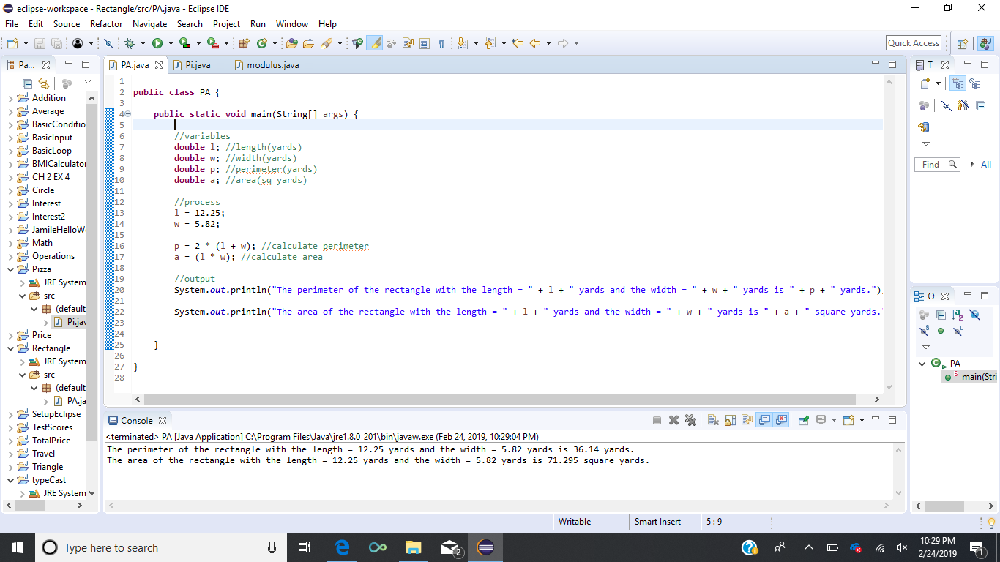 eclipse-workspace - Rectangle/src/PA.java - Eclipse IDE
File Edit Source Refactor Navigate Search Project Run Window Help
Quick Access
Pa...
PA.java
Pi.java
modulus.java
T
Addition
Average
BasicConditio
BasicInput
BasicLoop
BMICalculato
CH 2 EX 4
Circle
Interest
Interest2
JamileHelloW
Math
Operations
Pizza
JRE System
src
(default
Pi.jav
Price
Rectangle
JRE System
src
(default
PA.ja
SetupEclipse
TestScores
TotalPrice
Travel
Triangle
typeCast
JRE System
1
2 public class PA {
3
4 public static void main(String[] args) {
5
6 //variables
7 double l; //length(yards)
8 double w; //width(yards)
9 double p; //perimeter(yards)
10 double a; //area(sq yards)
11
12 //process
13 l = 12.25;
14 w = 5.82;
15
16 p = 2 * (l + w); //calculate perimeter
17 a = (l * w); //calculate area
18
19 //output
20 System.out.println("The perimeter of the rectangle with the length = " + l + " yards and the width = " + w + " yards is " + p + " yards.")
21
22 System.out.println("The area of the rectangle with the length = " + l + " yards and the width = " + w + " yards is " + a + " square yards.
23
24
25 }
26
27 }
28
Find
All
O
PA
main(Stri
Console
<terminated> PA [Java Application] C:\Program Files\Java\jre1.8.0_201\bin\javaw.exe (Feb 24, 2019, 10:29:04 PM)
The perimeter of the rectangle with the length = 12.25 yards and the width = 5.82 yards is 36.14 yards.
The area of the rectangle with the length = 12.25 yards and the width = 5.82 yards is 71.295 square yards.
Writable
Smart Insert
5 : 9
Type here to search
2
10:29 PM
2/24/2019
1